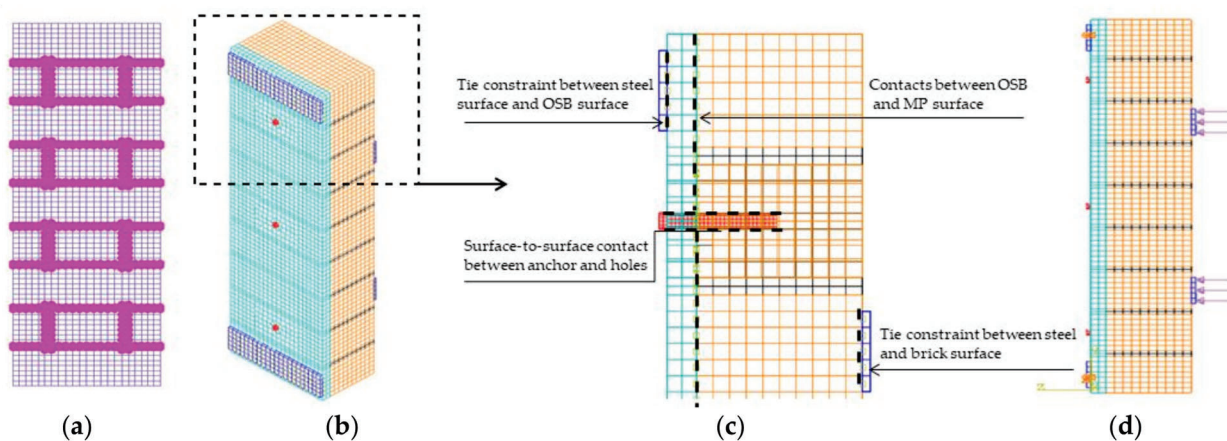 Tie constraint between steel
surface and OSB surface
Contacts between OSB
and MP surface
Surface-to-surface contact
between anchor and holes
Tie constraint between steel
and brick surface
(a)
(b)
(c)
(d)